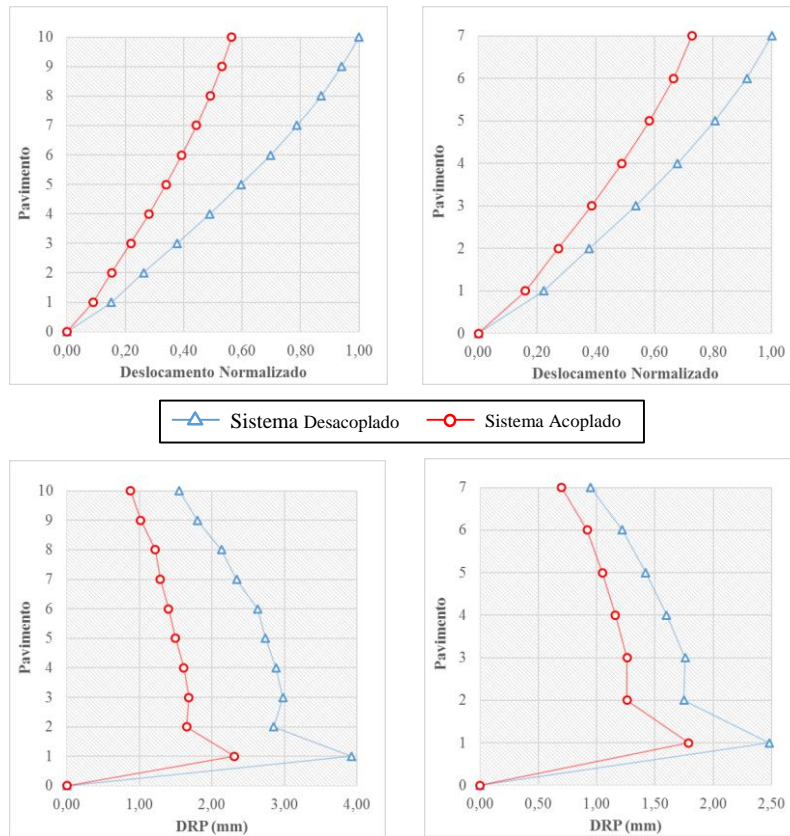 10
9
8
7
6
5
4
3
2
1
0
Pavimento
0,00 0,20 0,40 0,60 0,80 1,00
Deslocamento Normalizado
7
6
5
4
3
2
1
0
Pavimento
0,00 0,20 0,40 0,60 0,80 1,00
Deslocamento Normalizado
Sistema Desacoplado Sistema Acoplado
10
9
8
7
6
5
4
3
2
1
0
Pavimento
0,00 1,00 2,00 3,00 4,00
DRP (mm)
7
6
5
4
3
2
1
0
Pavimento
0,00 0,50 1,00 1,50 2,00 2,50
DRP (mm)